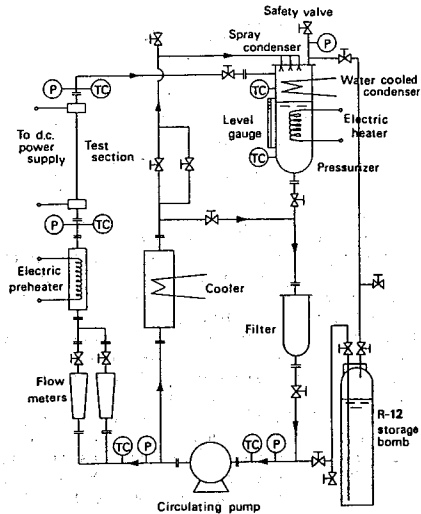 Safety valve
Spray
condenser
P
P
TC
TC
Water cooled
condenser
Level
gauge
Electric
heater
To d.c.
power
supply
Test
section
TC
Pressurizer
P
TC
Electric
preheater
Cooler
Filter
Flow
meters
R-12
storage
bomb
TC
P
TC
P
Circulating pump